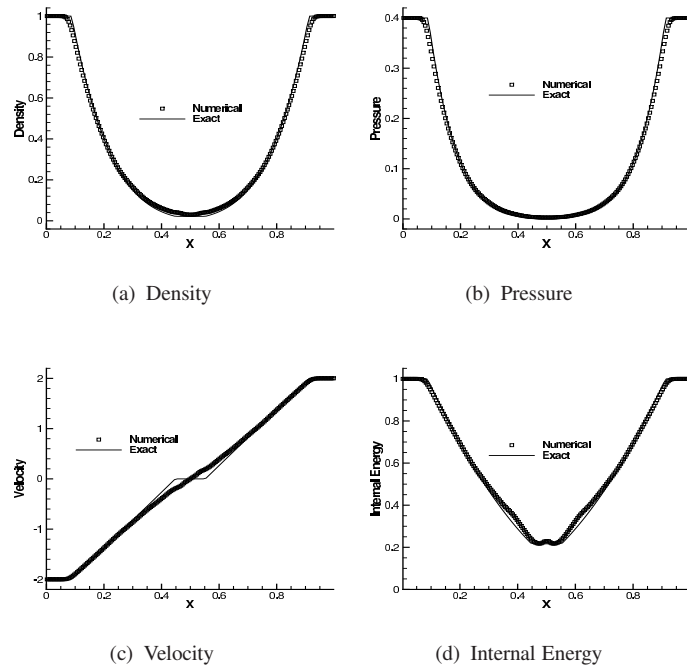 1
0.8
0.6
0.4
0.2
0
Density
Numerical
Exact
0 0.2 0.4 0.6 0.8
X
(a) Density
0.4
0.3
0.2
0.1
0
Pressure
Numerical
Exact
0 0.2 0.4 0.6 0.8
X
(b) Pressure
2
1
0
-1
-2
Velocity
Numerical
Exact
0 0.2 0.4 0.6 0.8
X
(c) Velocity
1
0.8
0.6
0.4
0.2
0
Internal Energy
Numerical
Exact
0 0.2 0.4 0.6 0.8
X
(d) Internal Energy